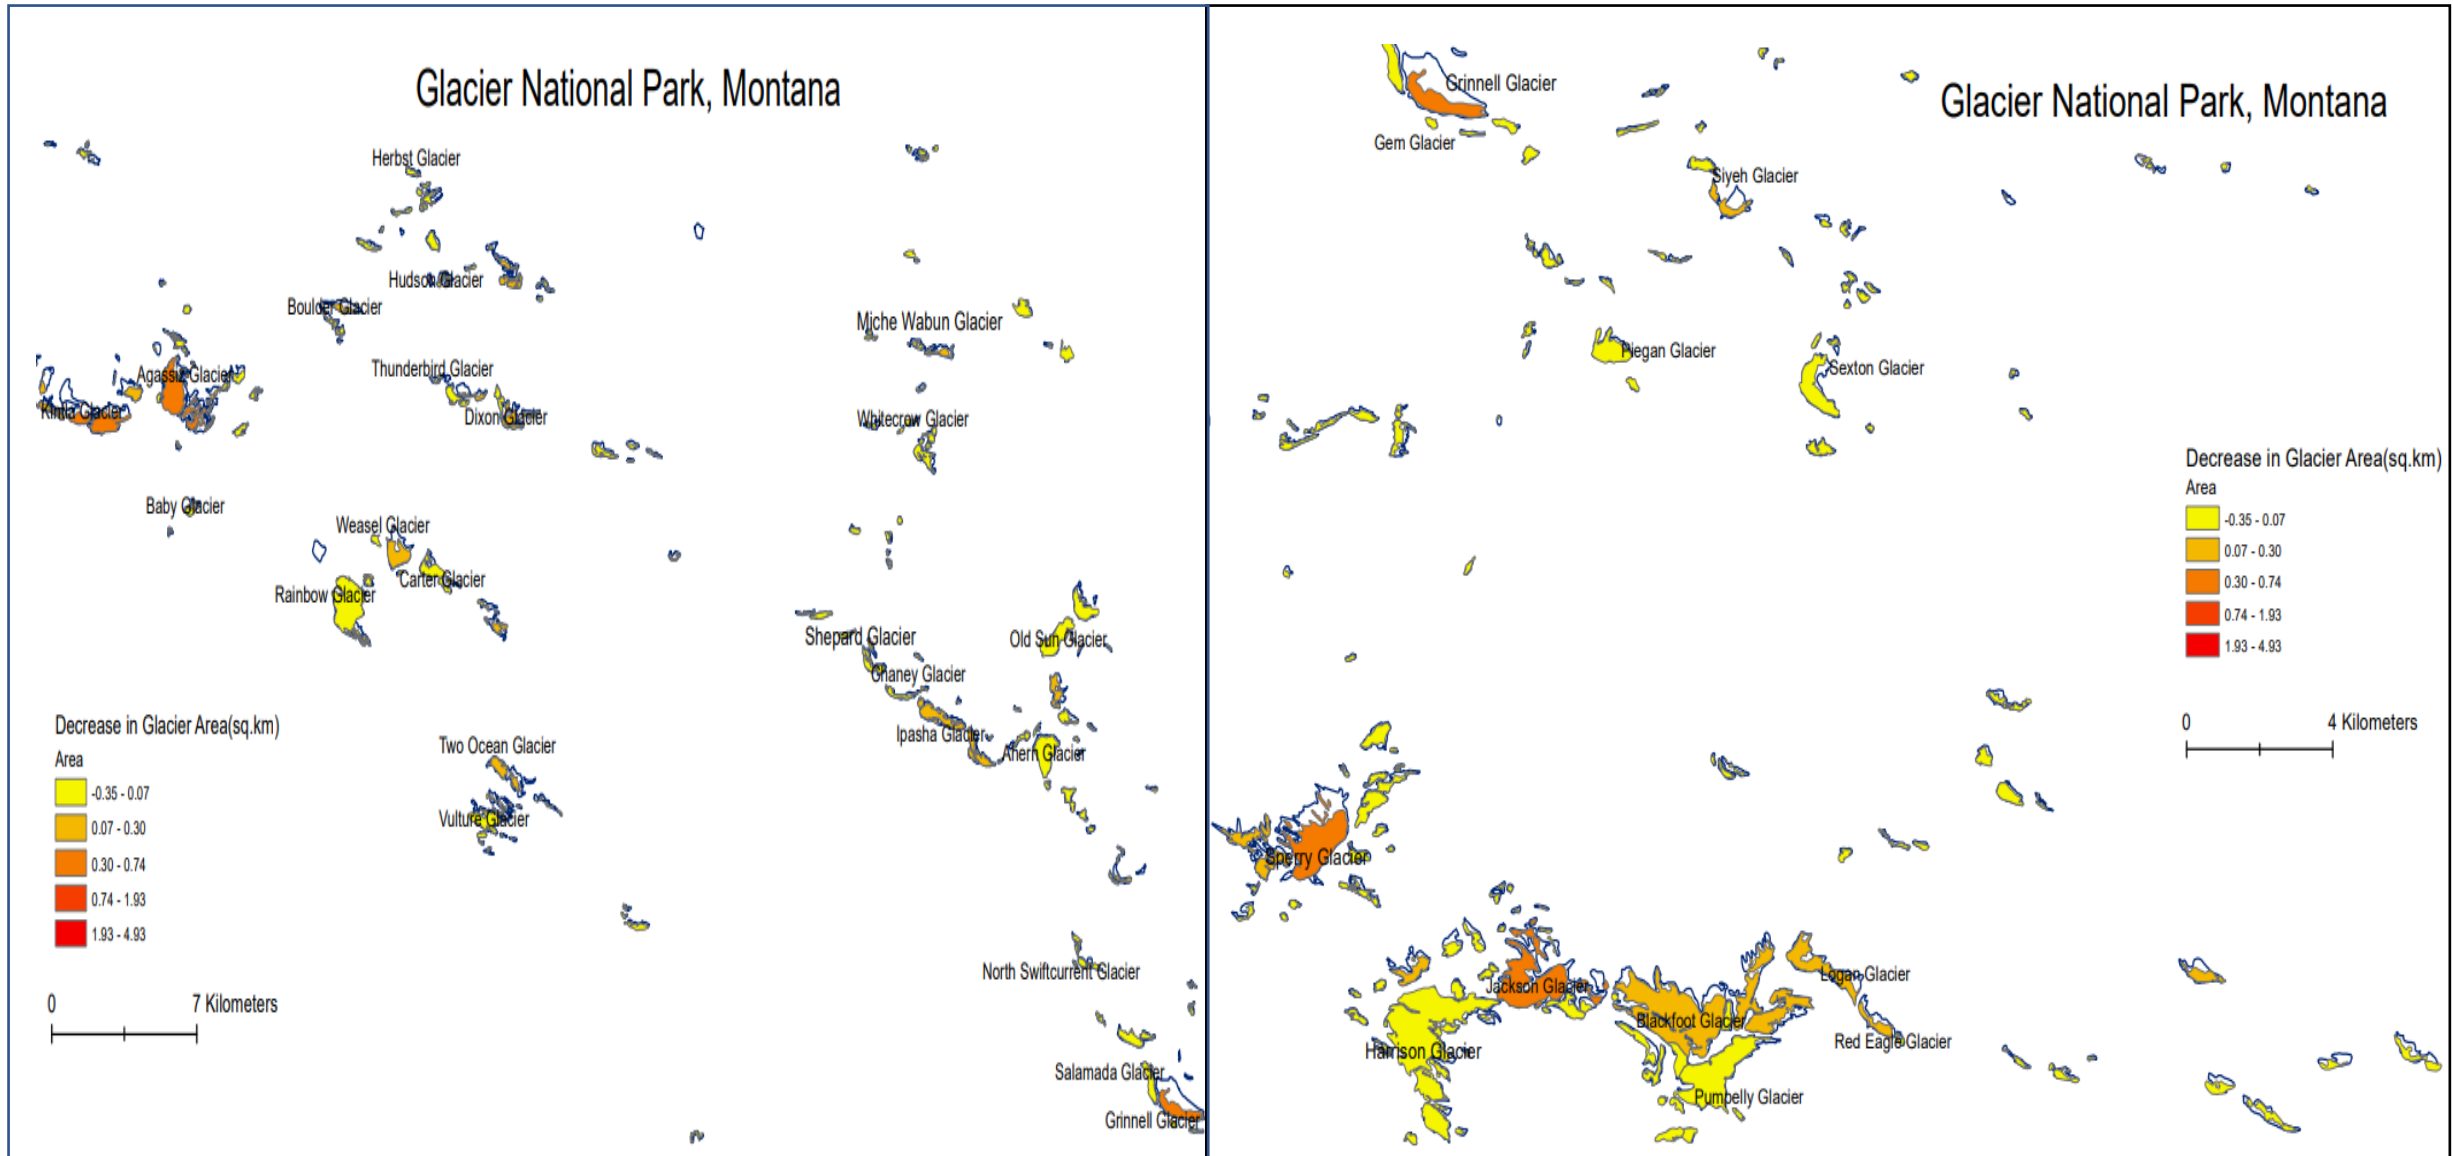 Glacier National Park, Montana
Herbst Glacier
Hudson Glacier
Boulder Glacier
Miche Wabun Glacier
Thunderbird Glacier
Agassiz Glacier
Kintla Glacier
Dixon Glacier
Whitecrow Glacier
Baby Glacier
Weasel Glacier
Carter Glacier
Rainbow Glacier
Shepard Glacier
Old Sun Glacier
Chaney Glacier
Ipasha Glacier
Ahern Glacier
Two Ocean Glacier
Vulture Glacier
North Swiftcurrent Glacier
Salamada Glacier
Grinnell Glacier
Decrease in Glacier Area(sq.km)
Area
-0.35 - 0.07
0.07 - 0.30
0.30 - 0.74
0.74 - 1.93
1.93 - 4.93
0 7 Kilometers
Glacier National Park, Montana
Grinnell Glacier
Gem Glacier
Siyeh Glacier
Piegan Glacier
Sexton Glacier
Decrease in Glacier Area(sq.km)
Area
-0.35 - 0.07
0.07 - 0.30
0.30 - 0.74
0.74 - 1.93
1.93 - 4.93
0 4 Kilometers
Sperry Glacier
Jackson Glacier
Logan Glacier
Blackfoot Glacier
Red Eagle Glacier
Harrison Glacier
Pumpelly Glacier